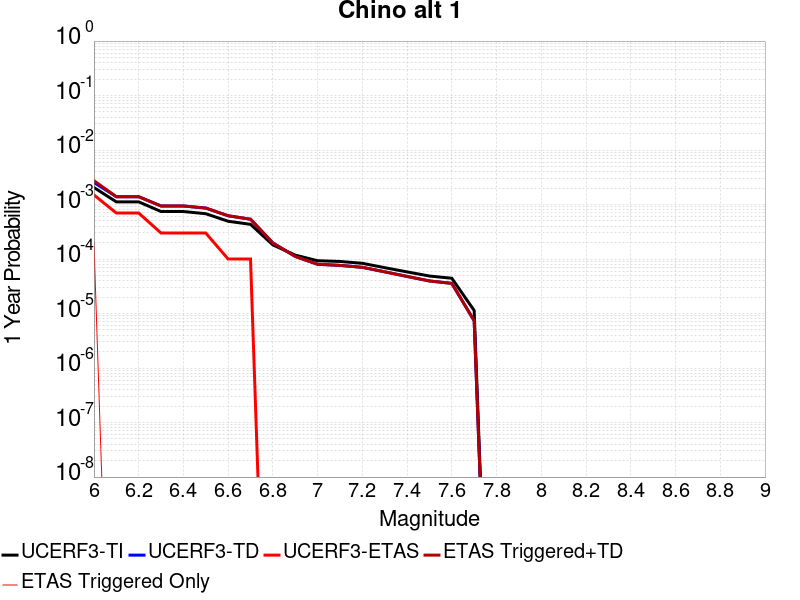 Chino alt 1
1 Year Probability
10^0
10^-1
10^-2
10^-3
10^-4
10^-5
10^-6
10^-7
10^-8
6 6.2 6.4 6.6 6.8 7 7.2 7.4 7.6 7.8 8 8.2 8.4 8.6 8.8 9
Magnitude
UCERF3-TI UCERF3-TD UCERF3-ETAS ETAS Triggered+TD
ETAS Triggered Only